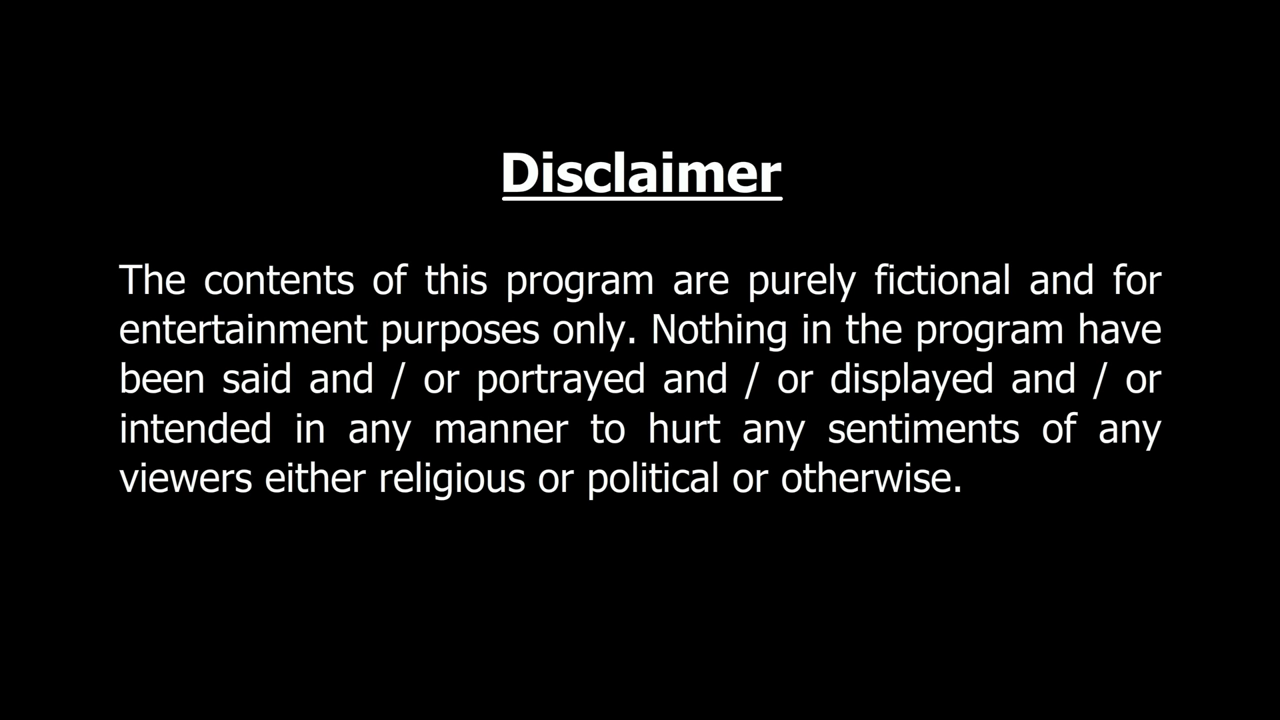 Disclaimer
The contents of this program are purely fictional and for
entertainment purposes only. Nothing in the program have
been said and / or portrayed and / or displayed and / or
intended in any manner to hurt any sentiments of any
viewers either religious or political or otherwise.